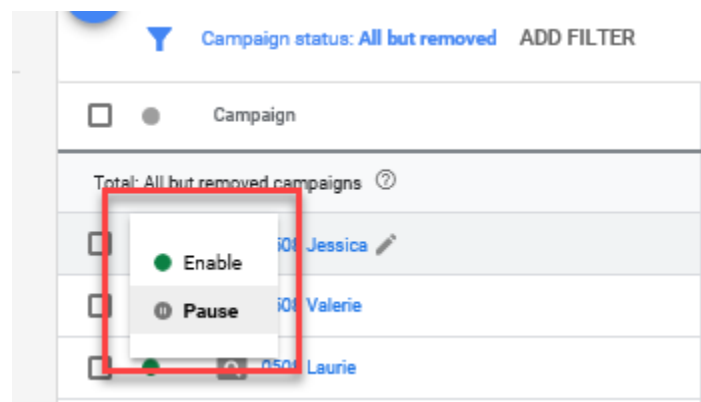 Campaign status: All but removed ADD FILTER
Campaign
Total: All but removed campaigns
Jessica
Enable
Pause
Valerie
Laurie